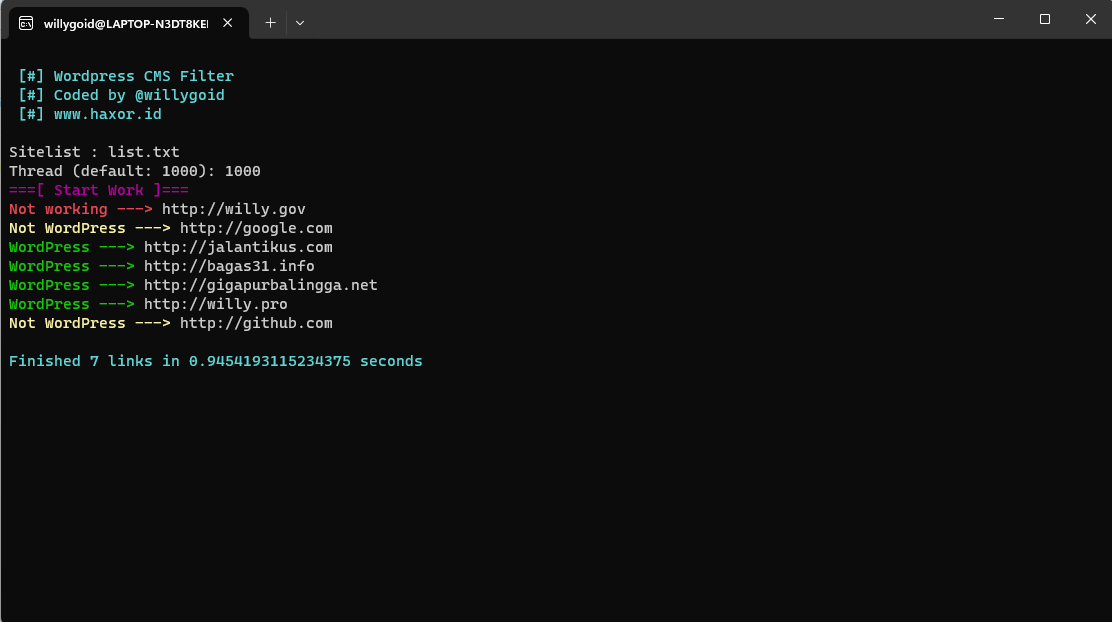 willygoid@LAPTOP-N3DT8KE
[#] Wordpress CMS Filter
[#] Coded by @willygoid
[#] www.haxor.id
Sitelist : list.txt
Thread (default: 1000): 1000
===[ Start Work ]===
Not working ---> http://willy.gov
Not WordPress ---> http://google.com
WordPress ---> http://jalantikus.com
WordPress ---> http://bagas31.info
WordPress ---> http://gigapurbalingga.net
WordPress ---> http://willy.pro
Not WordPress ---> http://github.com
Finished 7 links in 0.9454193115234375 seconds